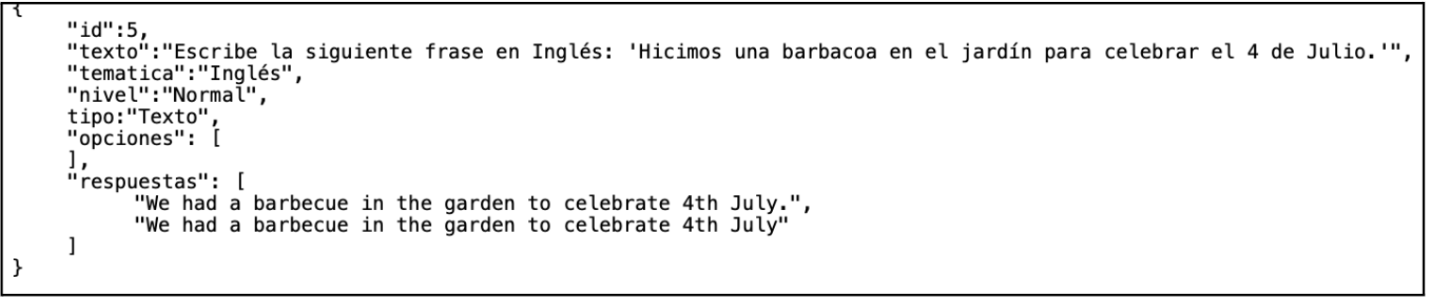 {
"id":5,
"texto":"Escribe la siguiente frase en Inglés: 'Hicimos una barbacoa en el jardín para celebrar el 4 de Julio.'",
"tematica":"Inglés",
"nivel":"Normal",
tipo:"Texto",
"opciones": [
],
"respuestas": [
"We had a barbecue in the garden to celebrate 4th July.",
"We had a barbecue in the garden to celebrate 4th July"
]
}